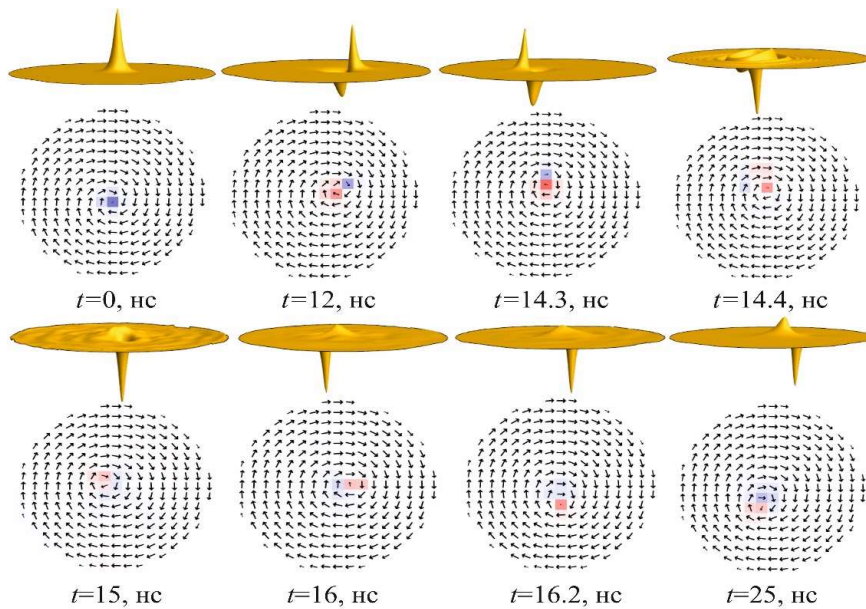 t=0, нс t=12, нс t=14.3, нс t=14.4, нс
t=15, нс t=16, нс t=16.2, нс t=25, нс